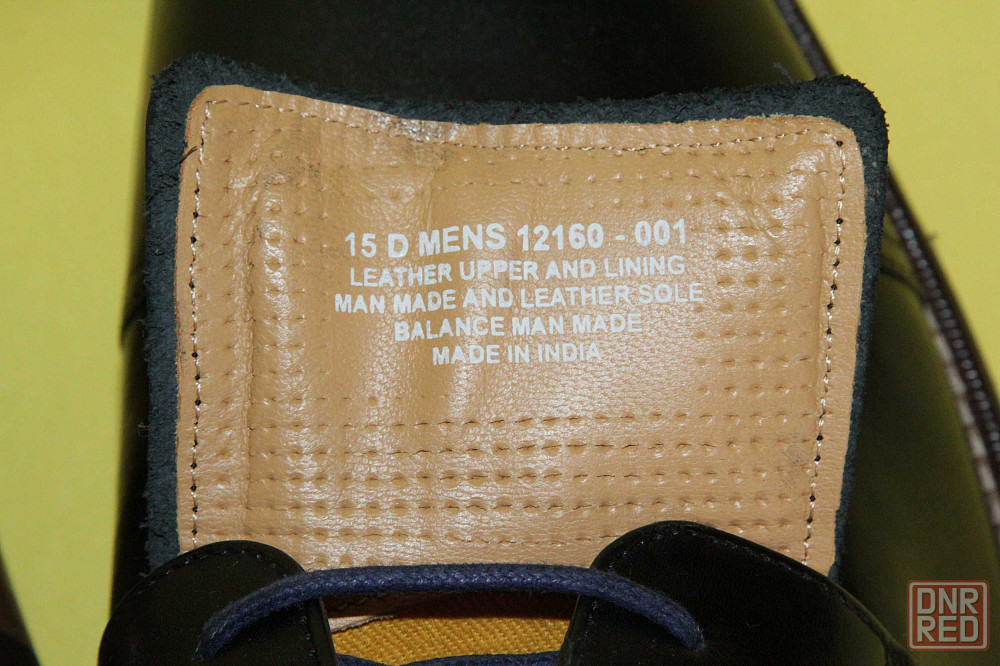 15 D MENS 12160 - 001
LEATHER UPPER AND LINING
MAN MADE AND LEATHER SOLE
BALANCE MAN MADE
MADE IN INDIA
DNR
RED